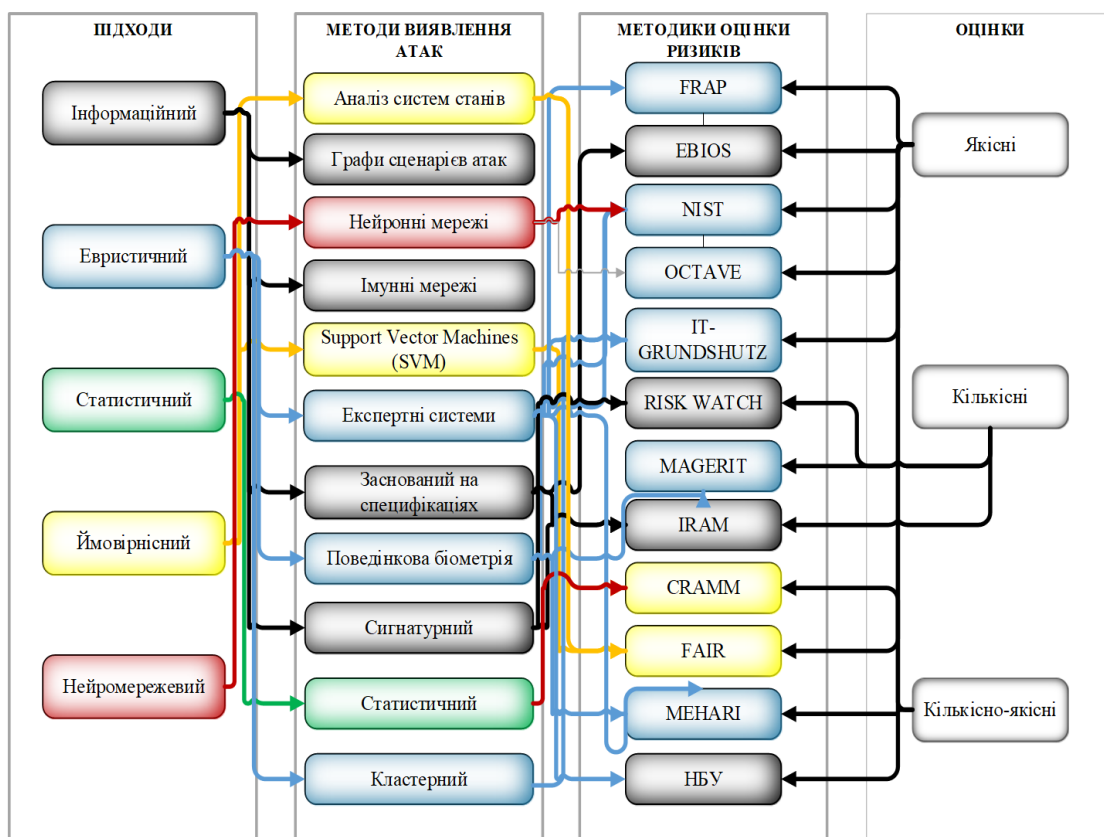 ПІДХОДИ
Інформаційний
Евристичний
Статистичний
Ймовірнісний
Нейромережевий
МЕТОДИ ВИЯВЛЕННЯ
АТАК
Аналіз систем станів
Графи сценаріїв атак
Нейронні мережі
Імунні мережі
Support Vector Machines
(SVM)
Експертні системи
Заснований на
специфікаціях
Поведінкова біометрія
Сигнатурний
Статистичний
Кластерний
МЕТОДИКИ ОЦІНКИ
РИЗИКІВ
FRAP
EBIOS
NIST
OCTAVE
IT-
GRUNDSHUTZ
RISK WATCH
MAGERIT
IRAM
CRAMM
FAIR
MEHARI
НБУ
ОЦІНКИ
Якісні
Кількісні
Кількісно-якісні